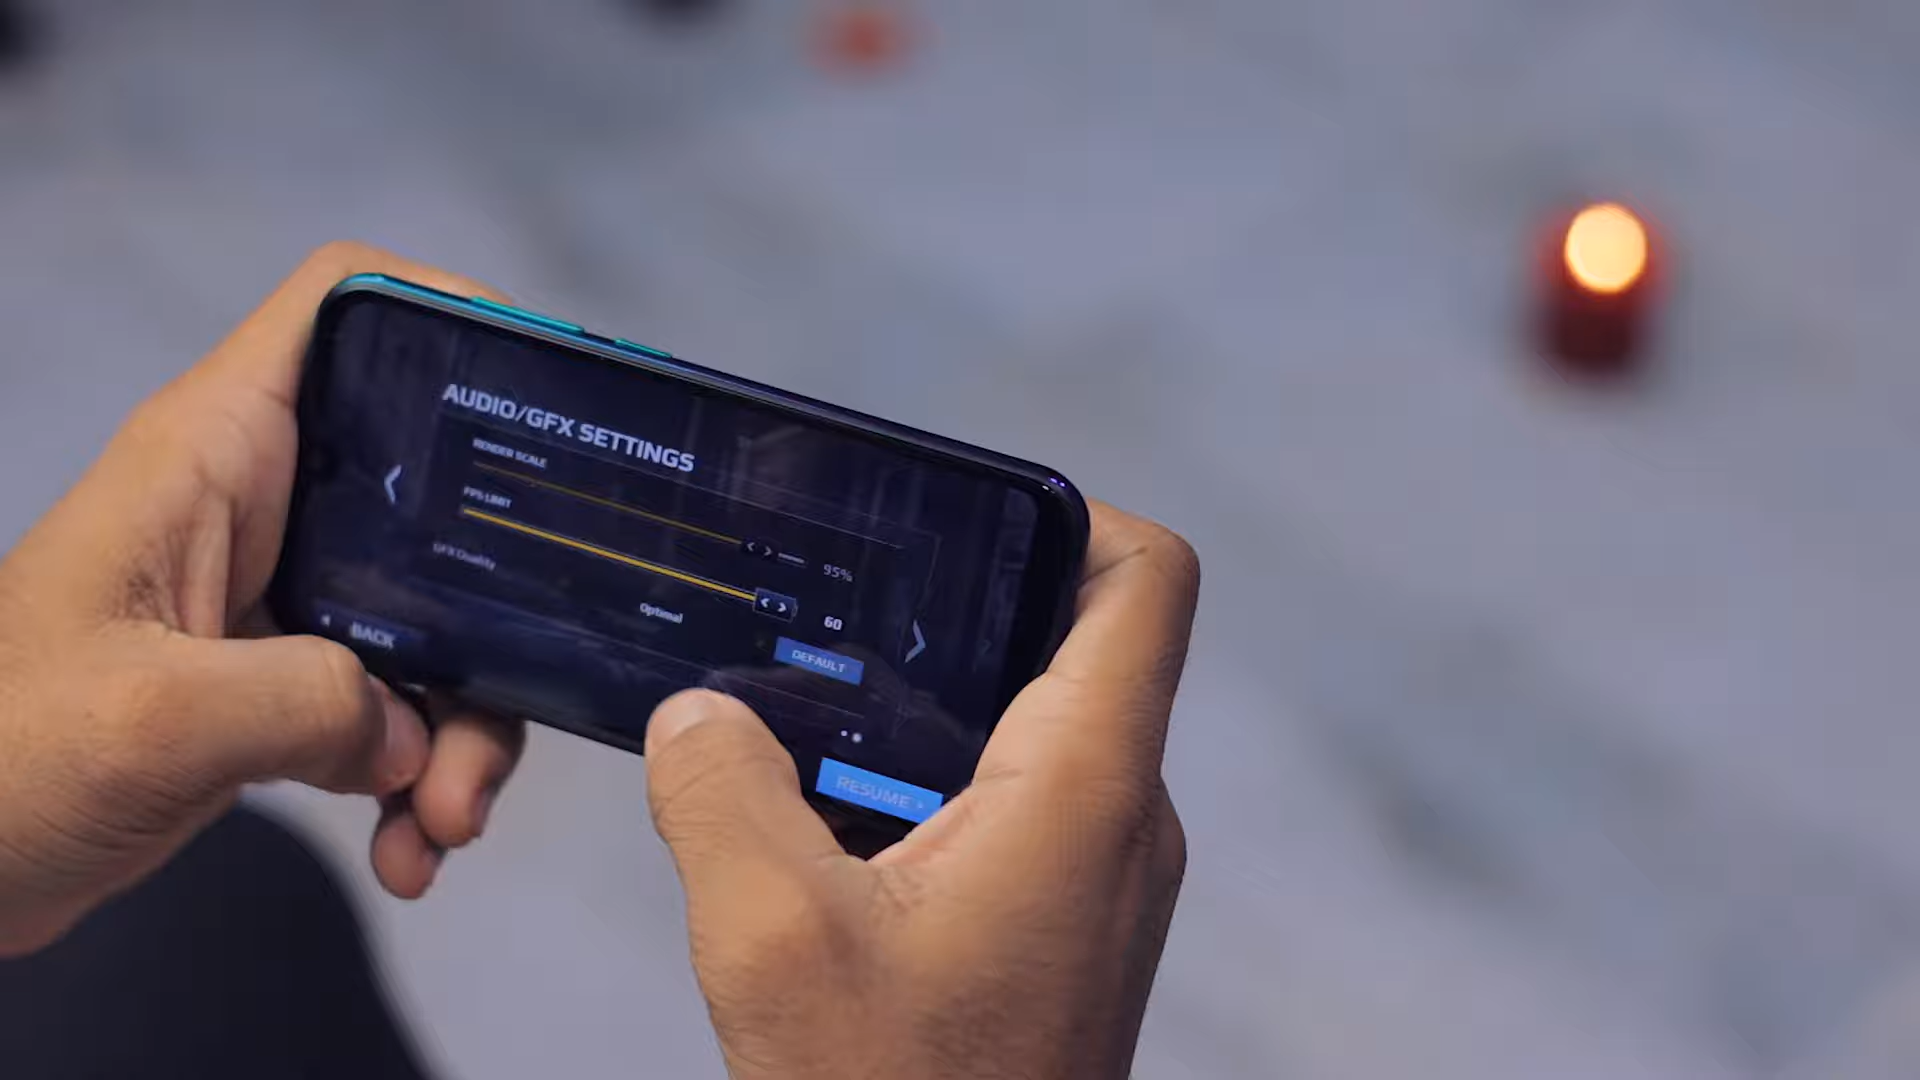 AUDIO/GFX SETTINGS
RENDER SCALE
95%
FPS LIMIT
60
GFX Quality
Optimal
DEFAULT
BACK
RESUME